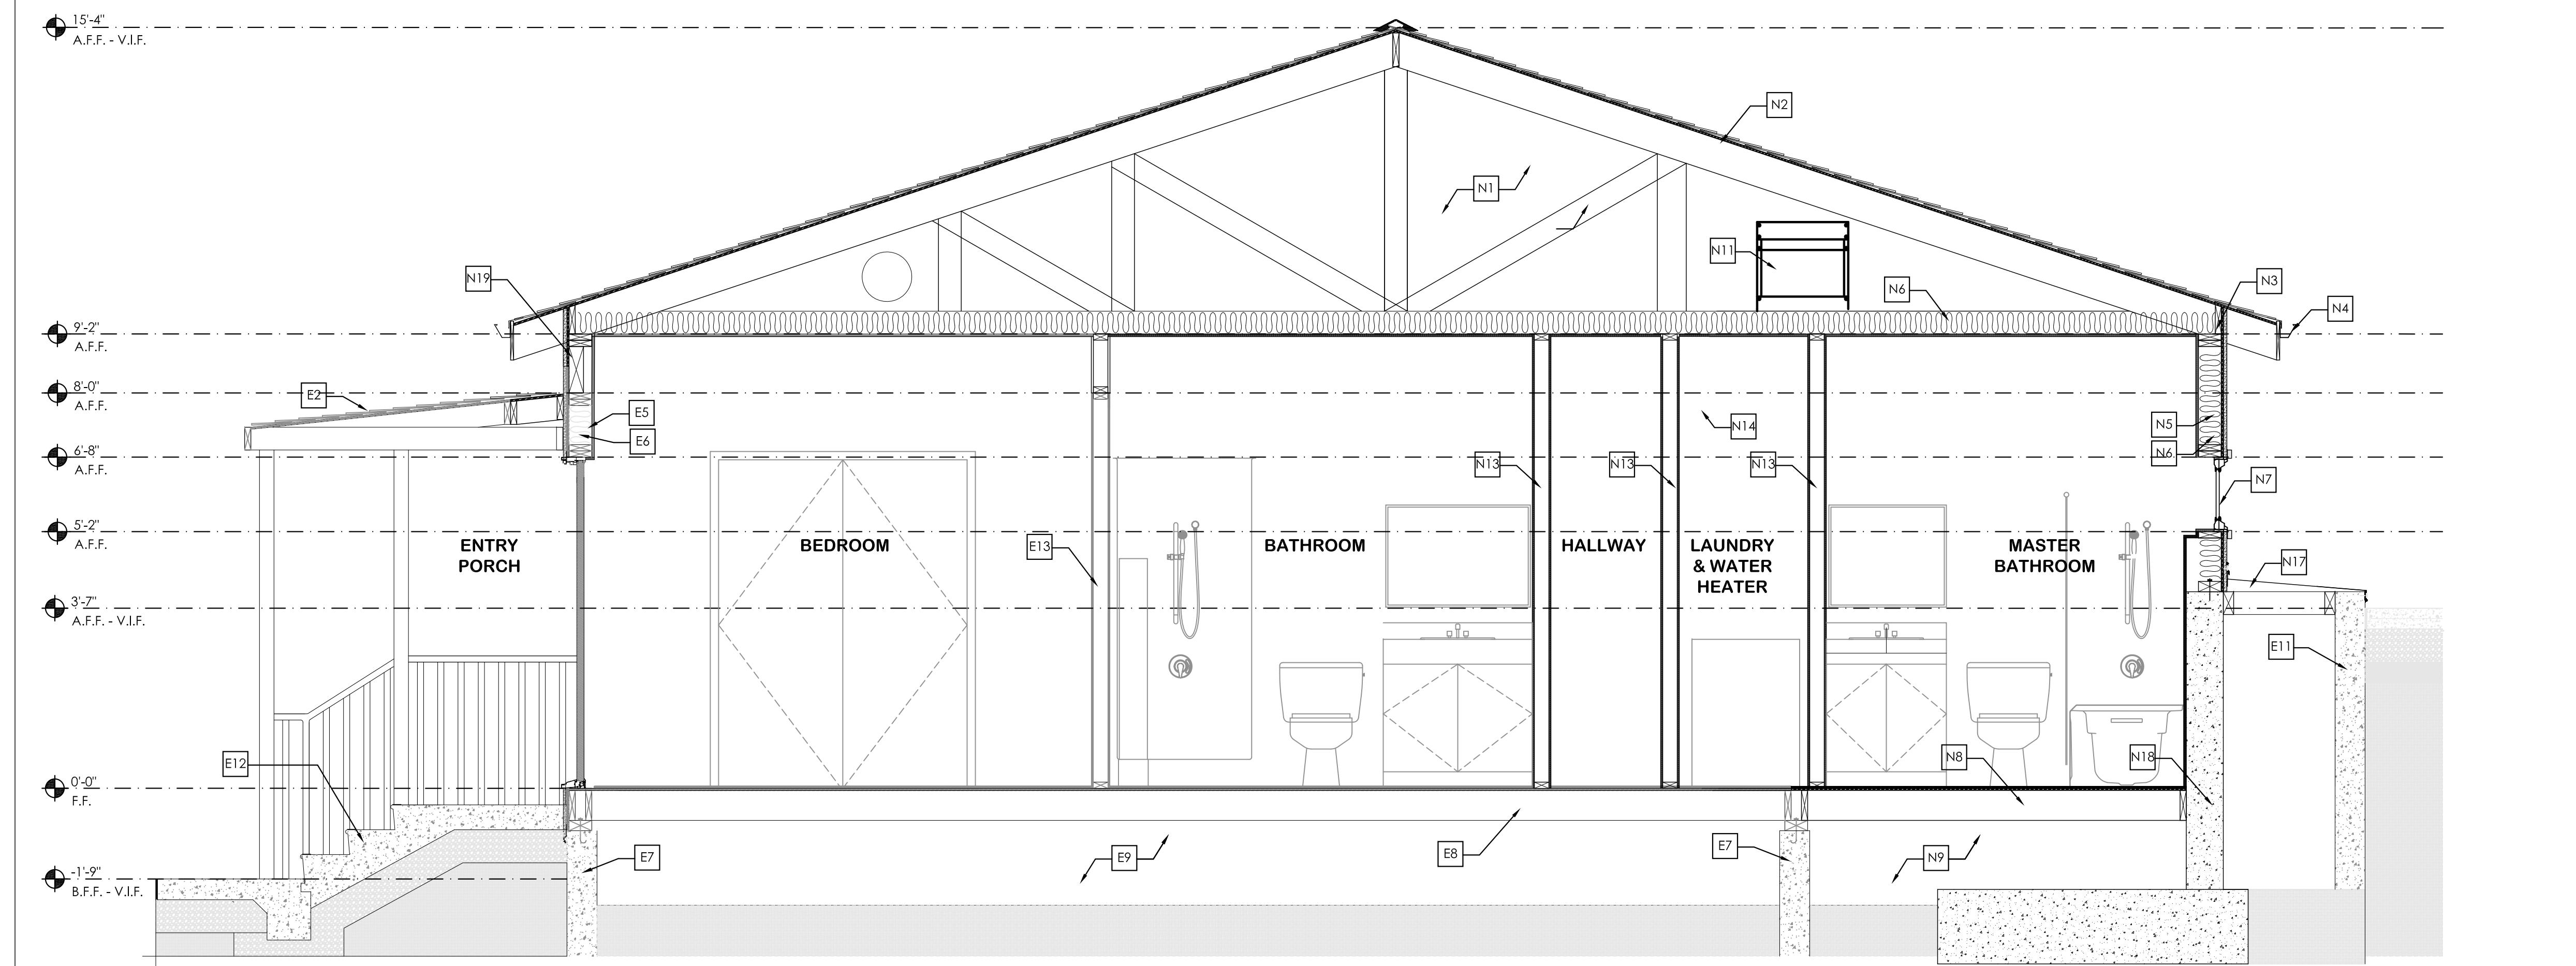 15'-4"
A.F.F. - V.I.F.
N2
N1
N11
N19
N6
N3
N4
9'-2"
A.F.F.
8'-0"
A.F.F.
E2
E5
E6
N14
N5
N6
6'-8"
A.F.F.
N13
N13
N13
N7
5'-2"
A.F.F.
ENTRY
PORCH
BEDROOM
E13
BATHROOM
HALLWAY
LAUNDRY
& WATER
HEATER
MASTER
BATHROOM
N17
3'-7"
A.F.F. - V.I.F.
E11
E12
N8
N18
0'-0"
F.F.
E7
E9
E8
E7
N9
-1'-9"
B.F.F. - V.I.F.